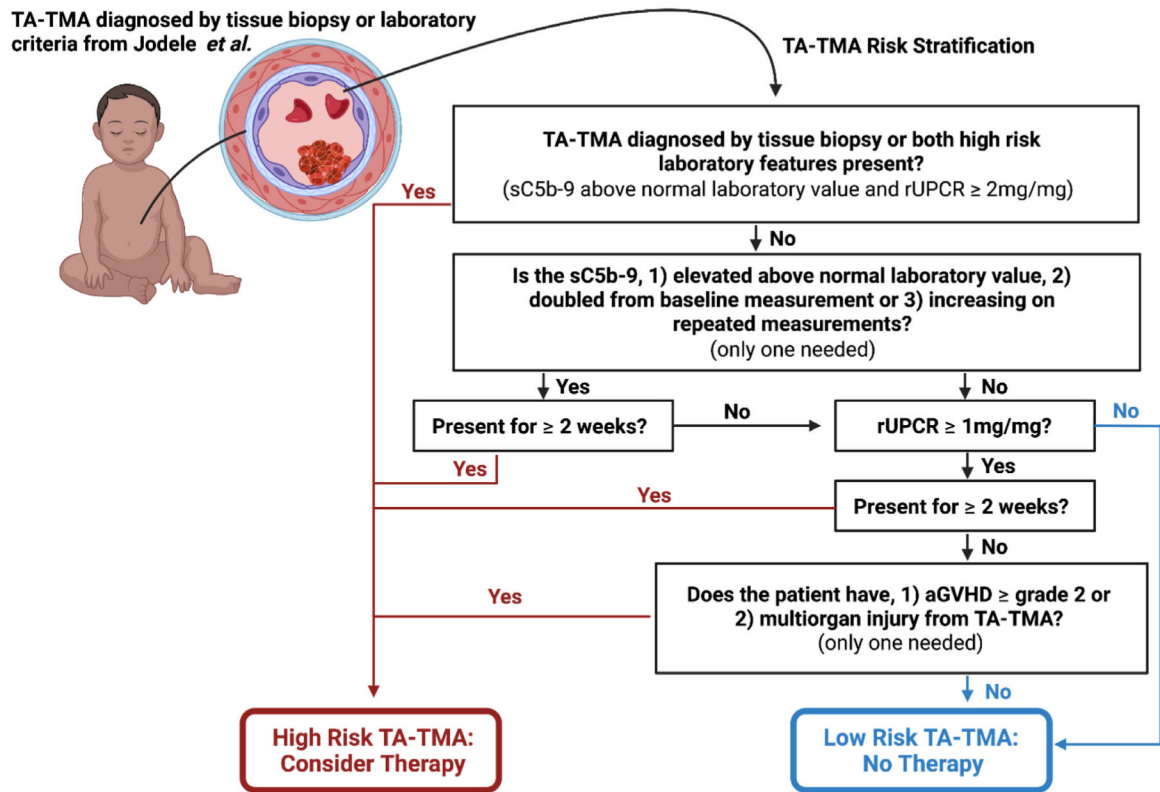 TA-TMA diagnosed by tissue biopsy or laboratory
criteria from Jodele et al.
TA-TMA Risk Stratification
TA-TMA diagnosed by tissue biopsy or both high risk
laboratory features present?
(sC5b-9 above normal laboratory value and rUPCR ≥ 2mg/mg)
Yes
No
Is the sC5b-9, 1) elevated above normal laboratory value, 2)
doubled from baseline measurement or 3) increasing on
repeated measurements?
(only one needed)
Yes
No
Present for ≥ 2 weeks?
No
rUPCR ≥ 1mg/mg?
No
Yes
Yes
Yes
Present for ≥ 2 weeks?
No
Does the patient have, 1) aGVHD ≥ grade 2 or
2) multiorgan injury from TA-TMA?
(only one needed)
Yes
No
High Risk TA-TMA:
Consider Therapy
Low Risk TA-TMA:
No Therapy